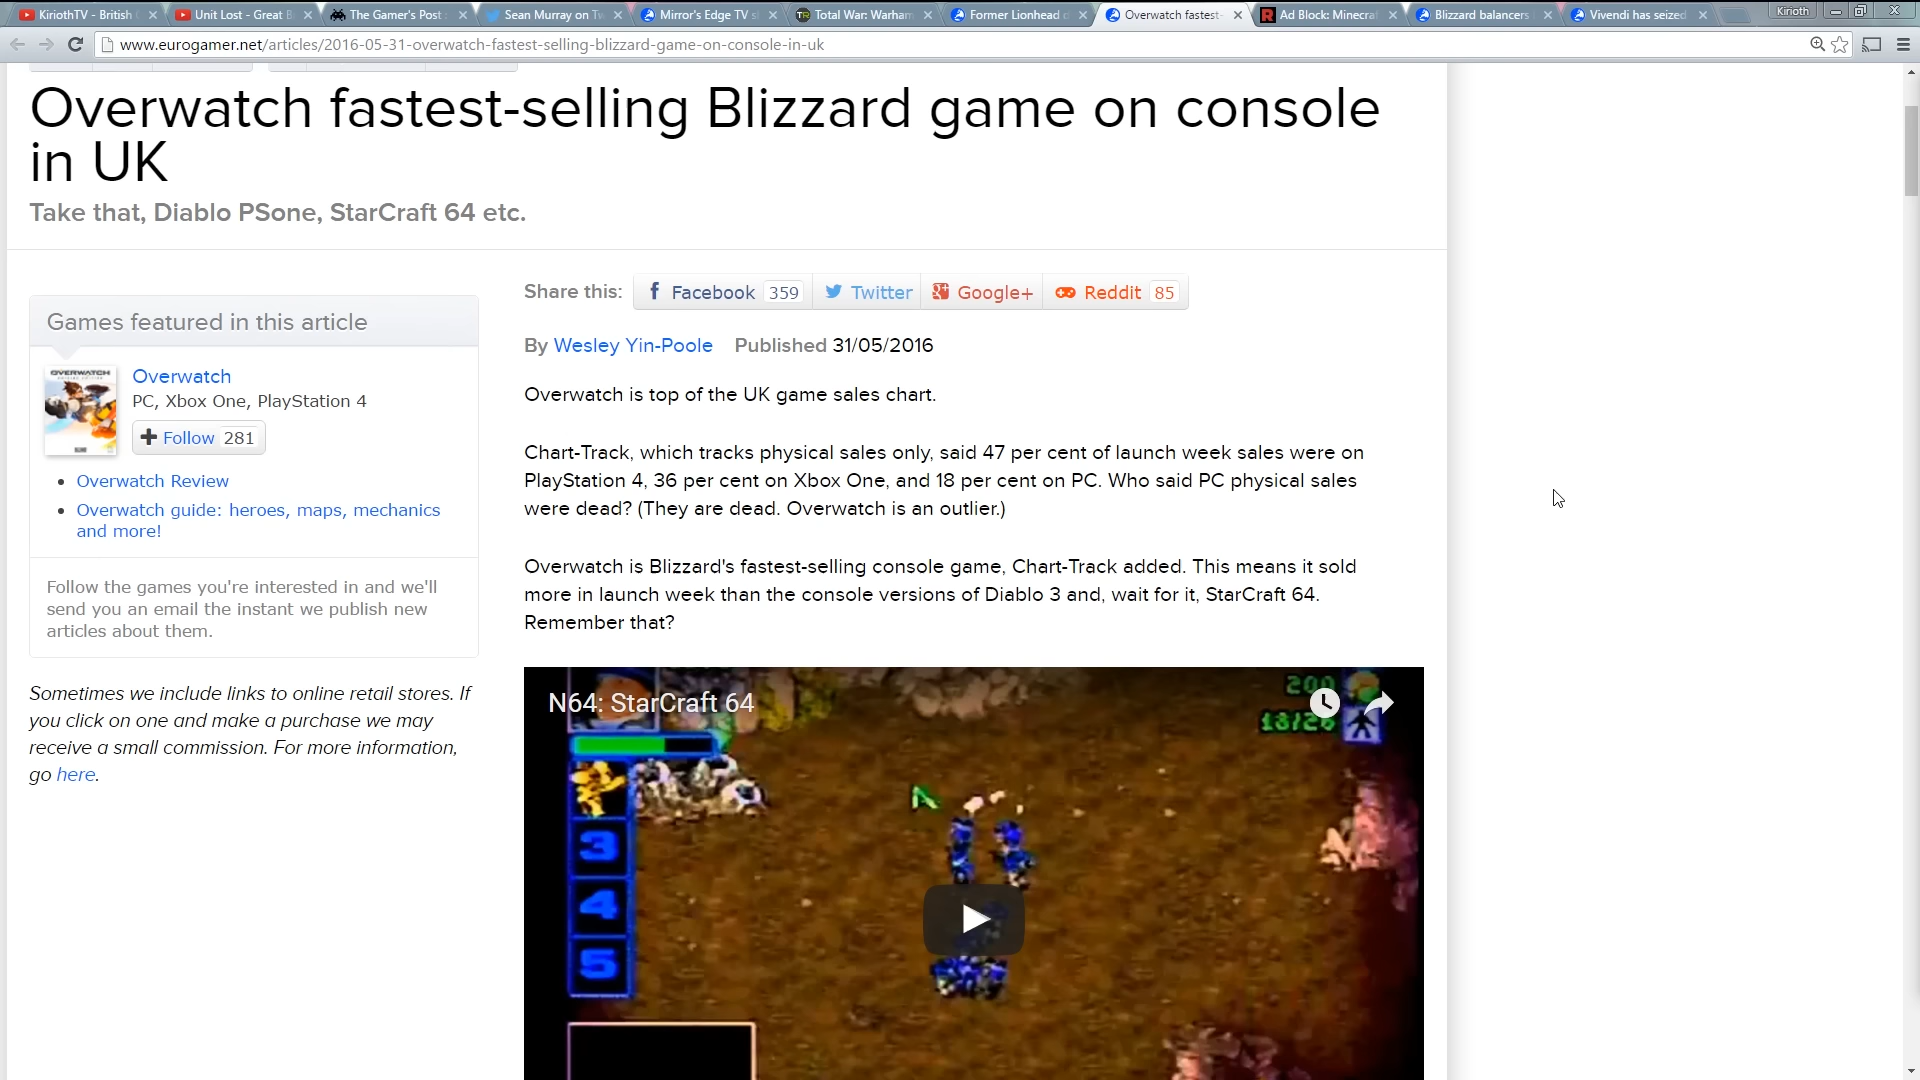 KiriothTV - British
Unit Lost - Great B
The Gamer's Post
Sean Murray on Tw
Mirror's Edge TV s
Total War: Warham
Former Lionhead d
Overwatch fastest-
Ad Block: Minecra
Blizzard balancers
Vivendi has seized
Kirioth
www.eurogamer.net/articles/2016-05-31-overwatch-fastest-selling-blizzard-game-on-console-in-uk
Overwatch fastest-selling Blizzard game on console
in UK
Take that, Diablo PSone, StarCraft 64 etc.
Share this: Facebook 359 Twitter Google+ Reddit 85
By Wesley Yin-Poole Published 31/05/2016
Games featured in this article
OVERWATCH
Overwatch
PC, Xbox One, PlayStation 4
Follow 281
Overwatch Review
Overwatch guide: heroes, maps, mechanics
and more!
Follow the games you're interested in and we'll
send you an email the instant we publish new
articles about them.
Sometimes we include links to online retail stores. If
you click on one and make a purchase we may
receive a small commission. For more information,
go here.
Overwatch is top of the UK game sales chart.
Chart-Track, which tracks physical sales only, said 47 per cent of launch week sales were on
PlayStation 4, 36 per cent on Xbox One, and 18 per cent on PC. Who said PC physical sales
were dead? (They are dead. Overwatch is an outlier.)
Overwatch is Blizzard's fastest-selling console game, Chart-Track added. This means it sold
more in launch week than the console versions of Diablo 3 and, wait for it, StarCraft 64.
Remember that?
N64: StarCraft 64
200
18/26
3
4
5